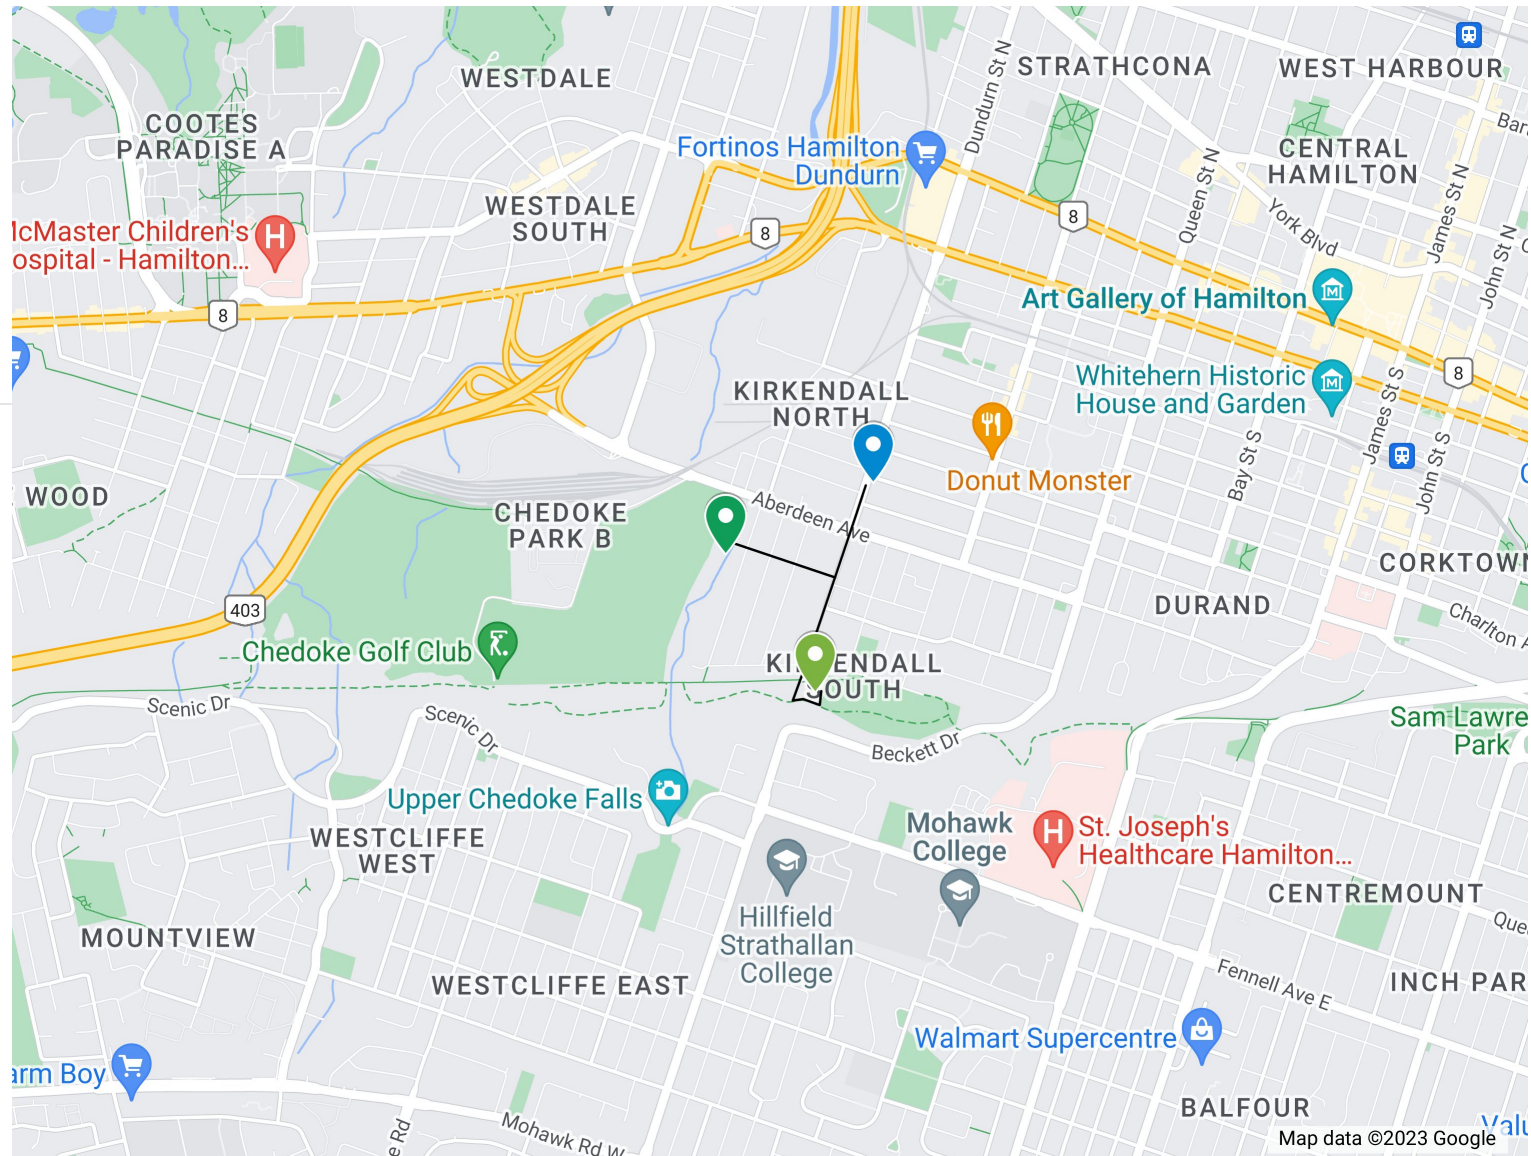 STRATHCONA
WEST HARBOUR
WESTDALE
Dundurn St N
COOTES
PARADISE A
Fortinos Hamilton
Dundurn
CENTRAL
HAMILTON
Queen St N
James St N
York Blvd
John St N
WESTDALE
SOUTH
8
8
McMaster Children's
ospital - Hamilton...
H
8
Art Gallery of Hamilton
M
8
Whitehern Historic
House and Garden
M
KIRKENDALL
NORTH
James St S
John St S
Bay St S
Donut Monster
WOOD
CHEDOKE
PARK B
Aberdeen Ave
CORKTOWN
403
DURAND
Charlton A
Chedoke Golf Club
KIRKENDALL
SOUTH
Scenic Dr
Scenic Dr
Beckett Dr
Sam Lawre
Park
Upper Chedoke Falls
Mohawk
College
H
St. Joseph's
Healthcare Hamilton...
WESTCLIFFE
WEST
CENTREMOUNT
Hillfield
Strathallan
College
Que
MOUNTVIEW
WESTCLIFFE EAST
Fennell Ave E
INCH PAR
Walmart Supercentre
arm Boy
BALFOUR
Mohawk Rd W
e Rd
Valu
Map data ©2023 Google